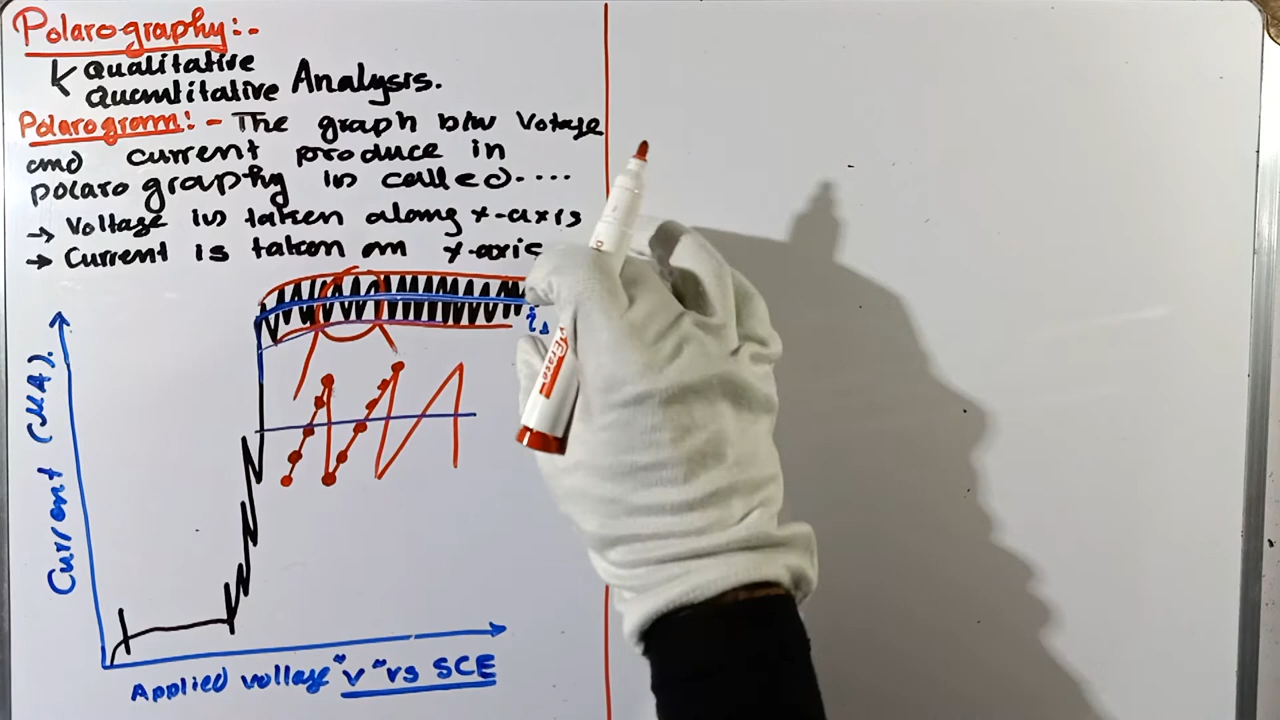 Polarography:-
Qualitative
Quantitative Analysis.
Polarogram:- The graph b/w Votage
and current produce in
polarography is called....
→ Voltage is taken along x-axis
→ Current is taken on y-axis
Current (μA).
Applied vollage "v" vs SCE